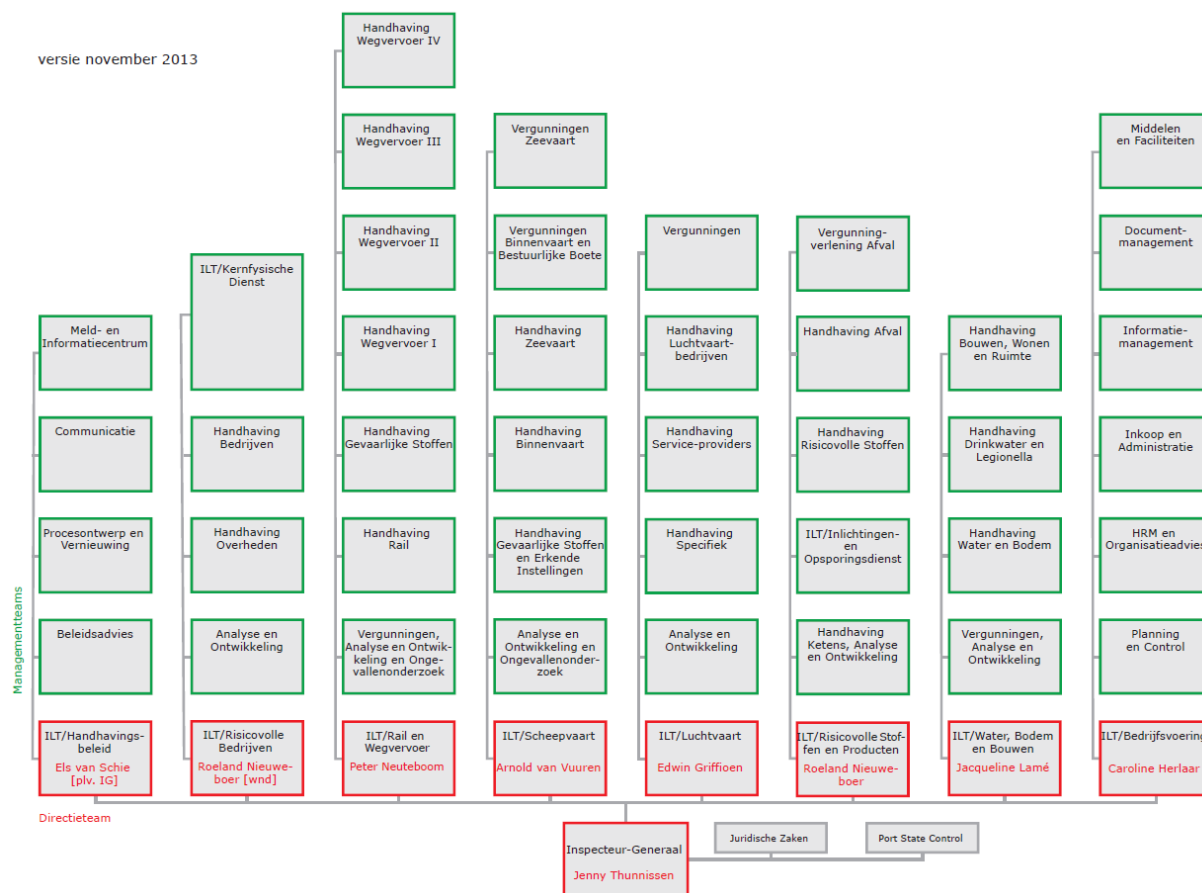 versie november 2013
Handhaving
Wegvervoer IV
Handhaving
Wegvervoer III
Vergunningen
Zeevaart
Middelen
en Faciliteiten
Handhaving
Wegvervoer II
Vergunningen
Binnenvaart en
Bestuurlijke Boete
Vergunningen
Vergunning-
verlening Afval
Document-
management
ILT/Kernfysische
Dienst
Meld- en
Informatiecentrum
Handhaving
Wegvervoer I
Handhaving
Zeevaart
Handhaving
Luchtvaart-
bedrijven
Handhaving Afval
Handhaving
Bouwen, Wonen
en Ruimte
Informatie-
management
Communicatie
Handhaving
Bedrijven
Handhaving
Gevaarlijke Stoffen
Handhaving
Binnenvaart
Handhaving
Service-providers
Handhaving
Risicovolle Stoffen
Handhaving
Drinkwater en
Legionella
Inkoop en
Administratie
Procesontwerp en
Vernieuwing
Handhaving
Overheden
Handhaving
Rail
Handhaving
Gevaarlijke Stoffen
en Erkende
Instellingen
Handhaving
Specifiek
ILT/Inlichtingen-
en
Opsporingsdienst
Handhaving
Water en Bodem
HRM en
Organisatieadvies
Managementteams
Beleidsadvies
Analyse en
Ontwikkeling
Vergunningen,
Analyse en Ontwik-
keling en Onge-
vallenonderzoek
Analyse en
Ontwikkeling en
Ongevallenonder-
zoek
Analyse en
Ontwikkeling
Handhaving
Ketens, Analyse
en Ontwikkeling
Vergunningen,
Analyse en
Ontwikkeling
Planning
en Control
ILT/Handhavings-
beleid
Els van Schie
[plv. IG]
ILT/Risicovolle
Bedrijven
Roeland Nieuwe-
boer [wnd]
ILT/Rail en
Wegvervoer
Peter Neuteboom
ILT/Scheepvaart
Arnold van Vuuren
ILT/Luchtvaart
Edwin Griffioen
ILT/Risicovolle Stof-
fen en Producten
Roeland Nieuwe-
boer
ILT/Water, Bodem
en Bouwen
Jacqueline Lamé
ILT/Bedrijfsvoering
Caroline Herlaar
Directieteam
Inspecteur-Generaal
Jenny Thunnissen
Juridische Zaken
Port State Control